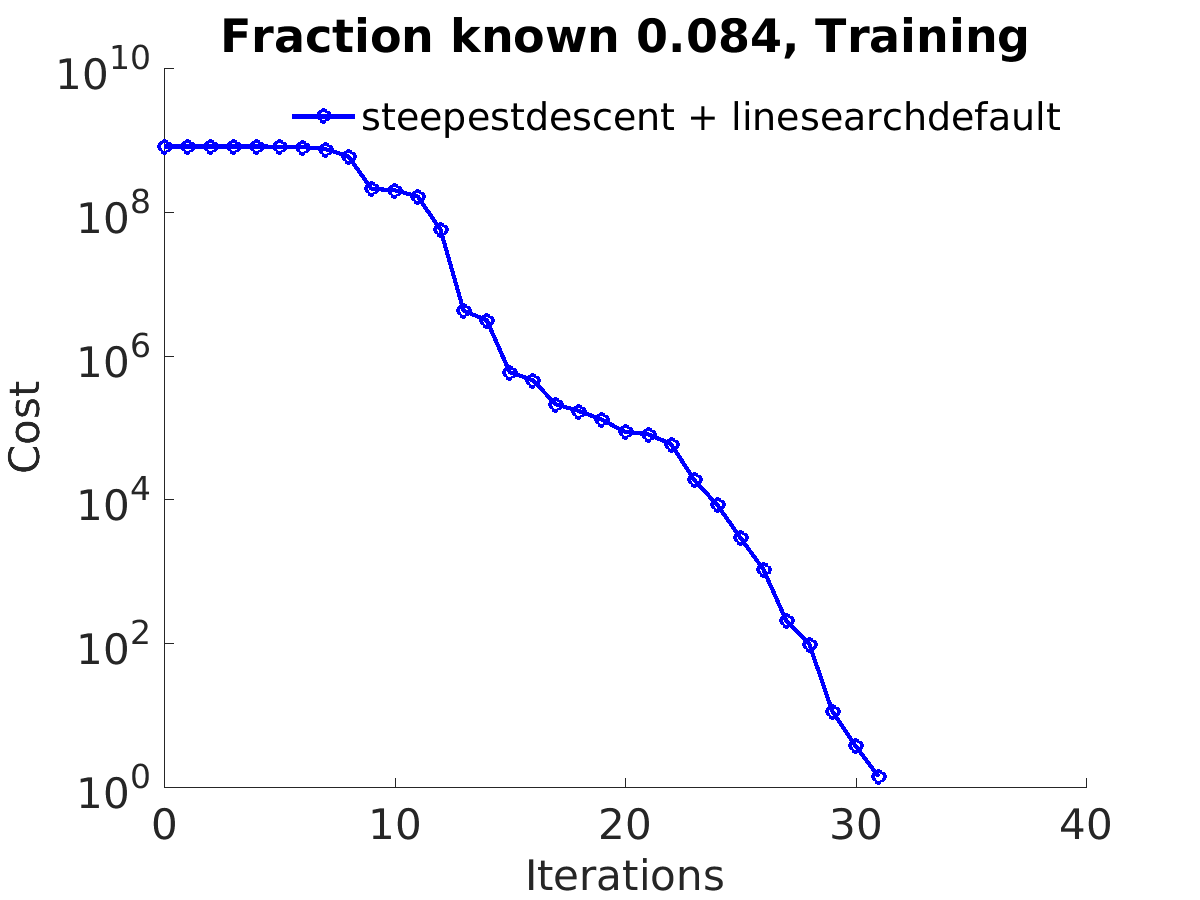 Fraction known 0.084, Training
steepestdescent + linesearchdefault
10^10
10^8
10^6
10^4
10^2
10^0
Cost
0 10 20 30 40
Iterations